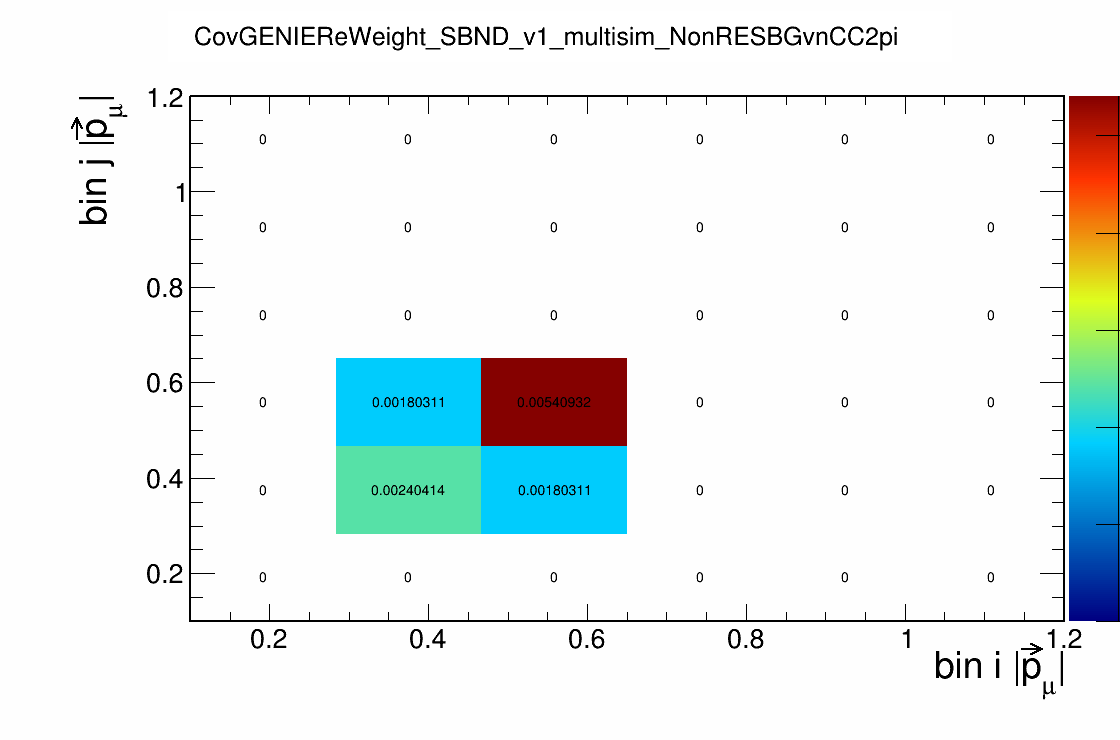 CovGENIEReWeight_SBND_v1_multisim_NonRESBGvnCC2pi
bin j |p⃗_μ|
1.2
1
0.8
0.6
0.4
0.2
0 0 0 0 0 0
0 0 0 0 0 0
0 0 0 0 0 0
0 0.00180311 0.00540932 0 0 0
0 0.00240414 0.00180311 0 0 0
0 0 0 0 0 0
0.2 0.4 0.6 0.8 1 1.2
bin i |p⃗_μ|